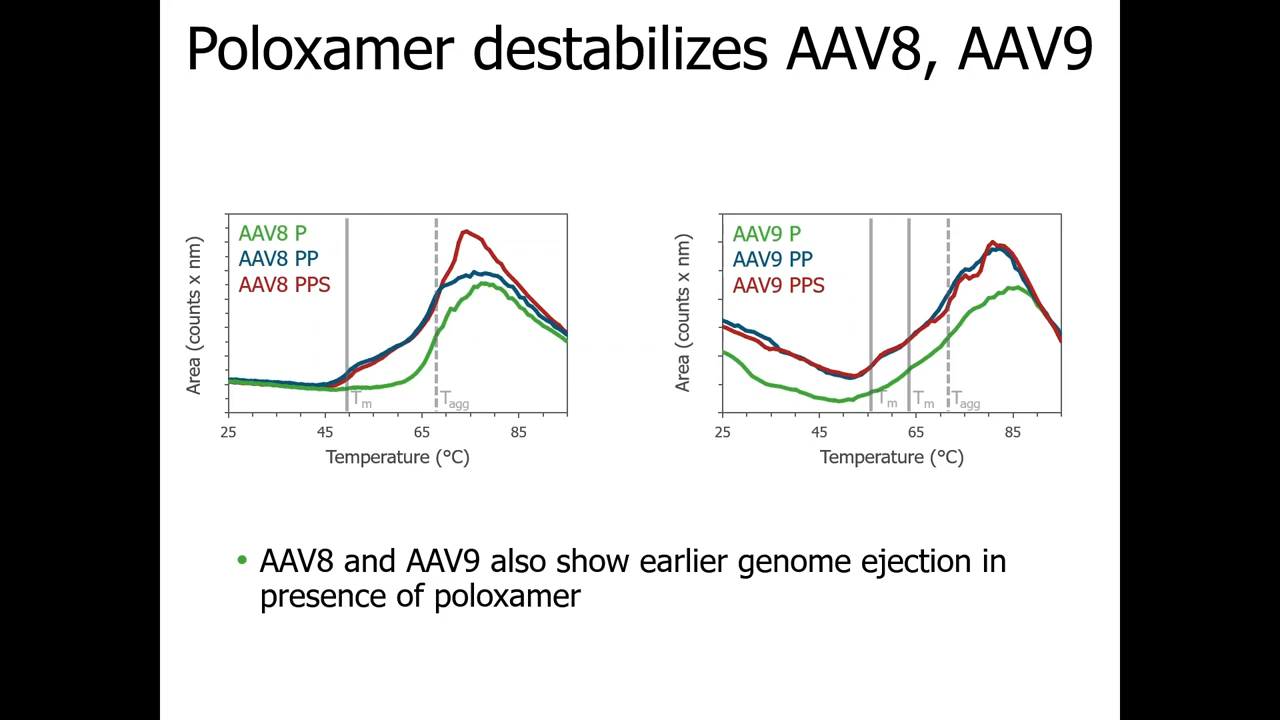 Poloxamer destabilizes AAV8, AAV9
AAV8 P
AAV8 PP
AAV8 PPS
Area (counts x nm)
Tm
Tagg
25
45
65
85
Temperature (°C)
AAV9 P
AAV9 PP
AAV9 PPS
Area (counts x nm)
Tm
Tm
Tagg
25
45
65
85
Temperature (°C)
• AAV8 and AAV9 also show earlier genome ejection in
presence of poloxamer